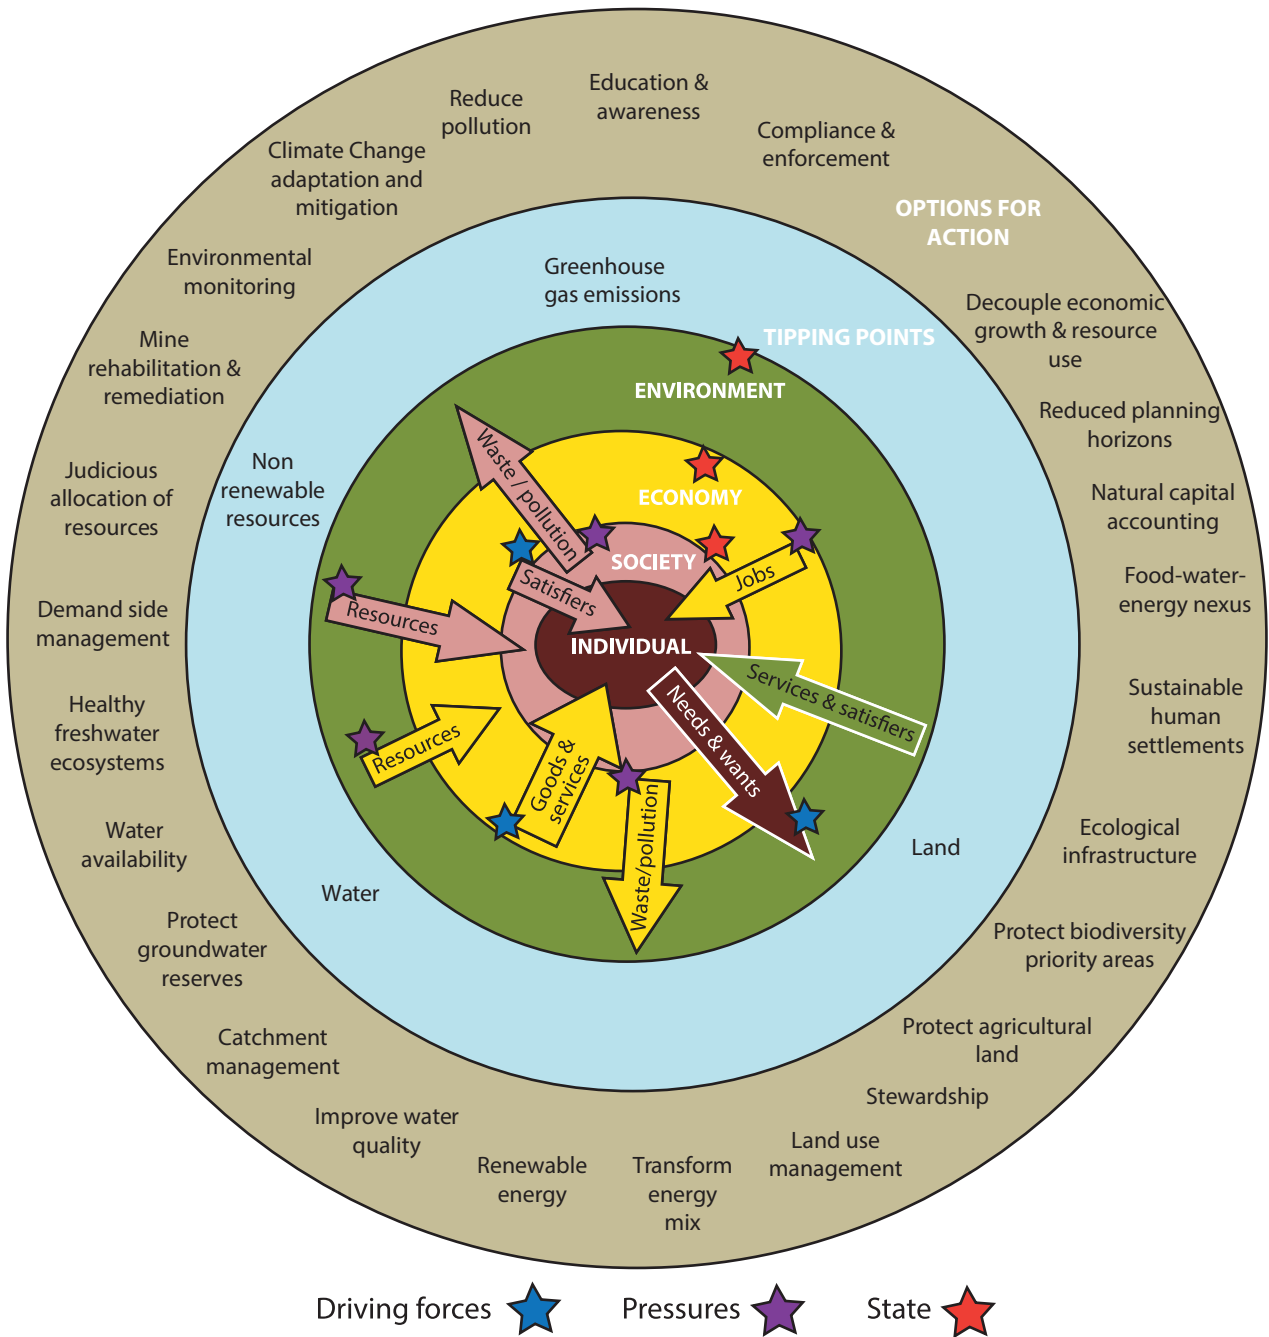 Education &
awareness
Reduce
pollution
Compliance &
enforcement
Climate Change
adaptation and
mitigation
OPTIONS FOR
ACTION
Environmental
monitoring
Greenhouse
gas emissions
Decouple economic
growth & resource
use
TIPPING POINTS
Mine
rehabilitation &
remediation
ENVIRONMENT
Reduced planning
horizons
Judicious
allocation of
resources
Non
renewable
resources
Waste / pollution
ECONOMY
Natural capital
accounting
SOCIETY
Jobs
Satisfiers
Food-water-
energy nexus
Demand side
management
Resources
INDIVIDUAL
Services & satisfiers
Needs & wants
Sustainable
human
settlements
Healthy
freshwater
ecosystems
Resources
Goods &
services
Waste/pollution
Water
availability
Land
Ecological
infrastructure
Water
Protect
groundwater
reserves
Protect biodiversity
priority areas
Catchment
management
Protect agricultural
land
Stewardship
Improve water
quality
Land use
management
Renewable
energy
Transform
energy
mix
Driving forces
Pressures
State